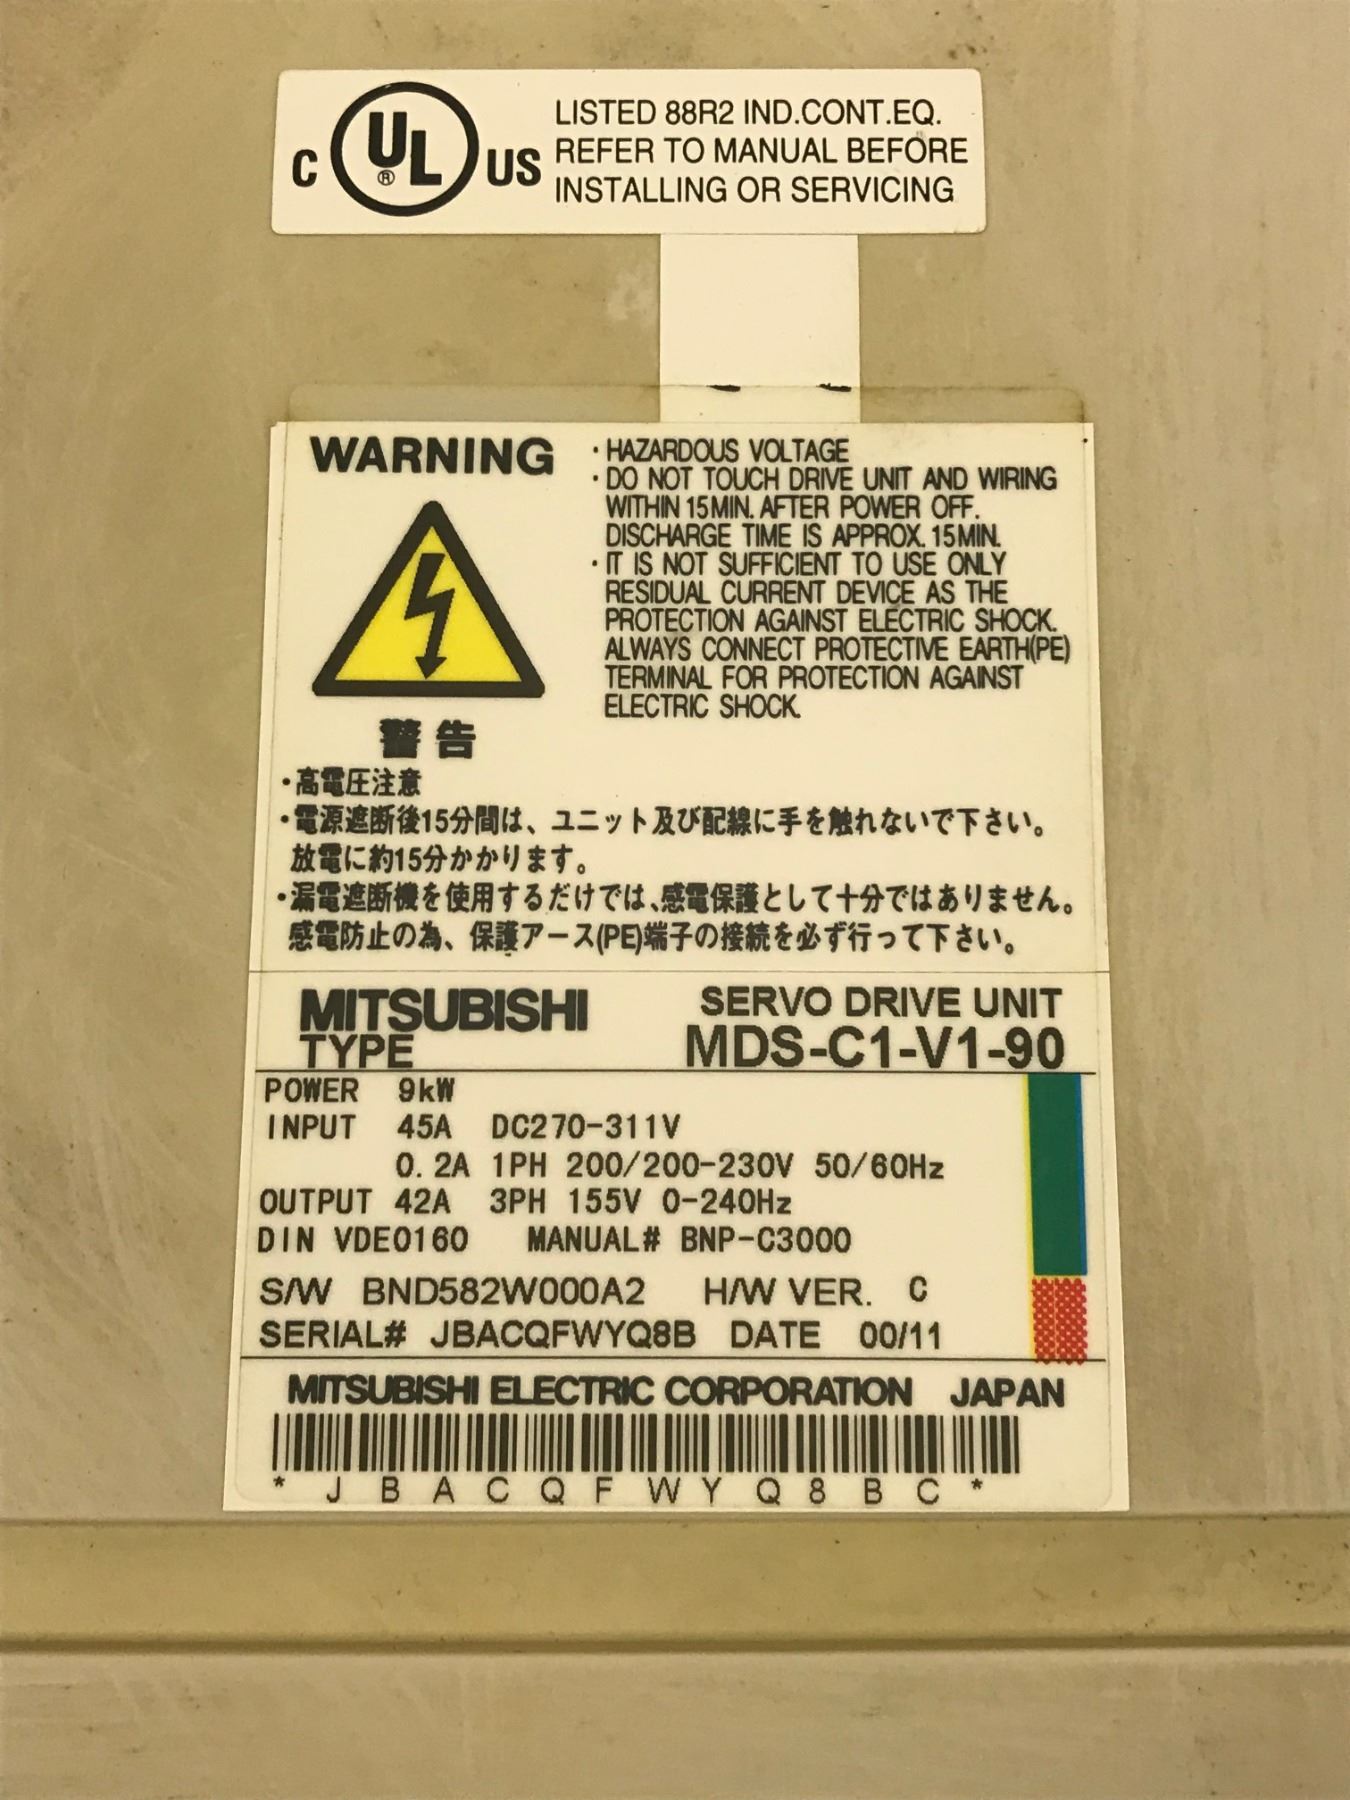 C UL® US
LISTED 88R2 IND.CONT.EQ.
REFER TO MANUAL BEFORE
INSTALLING OR SERVICING
WARNING
・HAZARDOUS VOLTAGE
・DO NOT TOUCH DRIVE UNIT AND WIRING
WITHIN 15MIN. AFTER POWER OFF.
DISCHARGE TIME IS APPROX. 15MIN.
・IT IS NOT SUFFICIENT TO USE ONLY
RESIDUAL CURRENT DEVICE AS THE
PROTECTION AGAINST ELECTRIC SHOCK.
ALWAYS CONNECT PROTECTIVE EARTH(PE)
TERMINAL FOR PROTECTION AGAINST
ELECTRIC SHOCK.
警告
・高電圧注意
・電源遮断後15分間は、ユニット及び配線に手を触れないで下さい。
放電に約15分かかります。
・漏電遮断機を使用するだけでは、感電保護として十分ではありません。
感電防止の為、保護アース(PE)端子の接続を必ず行って下さい。
MITSUBISHI SERVO DRIVE UNIT
TYPE MDS-C1-V1-90
POWER 9kW
INPUT 45A DC270-311V
0.2A 1PH 200/200-230V 50/60Hz
OUTPUT 42A 3PH 155V 0-240Hz
DIN VDE0160 MANUAL# BNP-C3000
S/W BND582W000A2 H/W VER. C
SERIAL# JBACQFWYQ8B DATE 00/11
MITSUBISHI ELECTRIC CORPORATION JAPAN
* J B A C Q F W Y Q 8 B C *